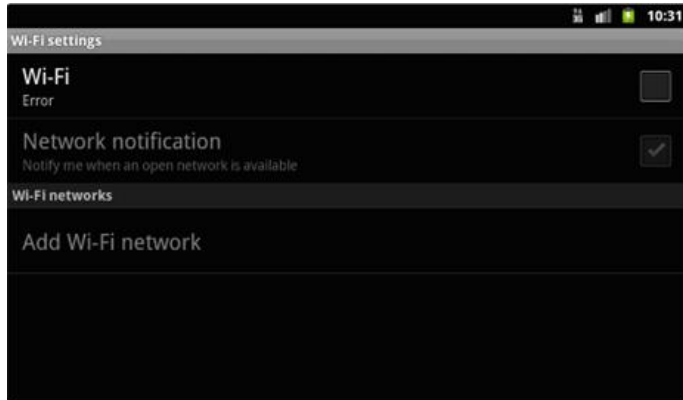 10:31
Wi-Fi settings
Wi-Fi
Error
Network notification
Notify me when an open network is available
Wi-Fi networks
Add Wi-Fi network